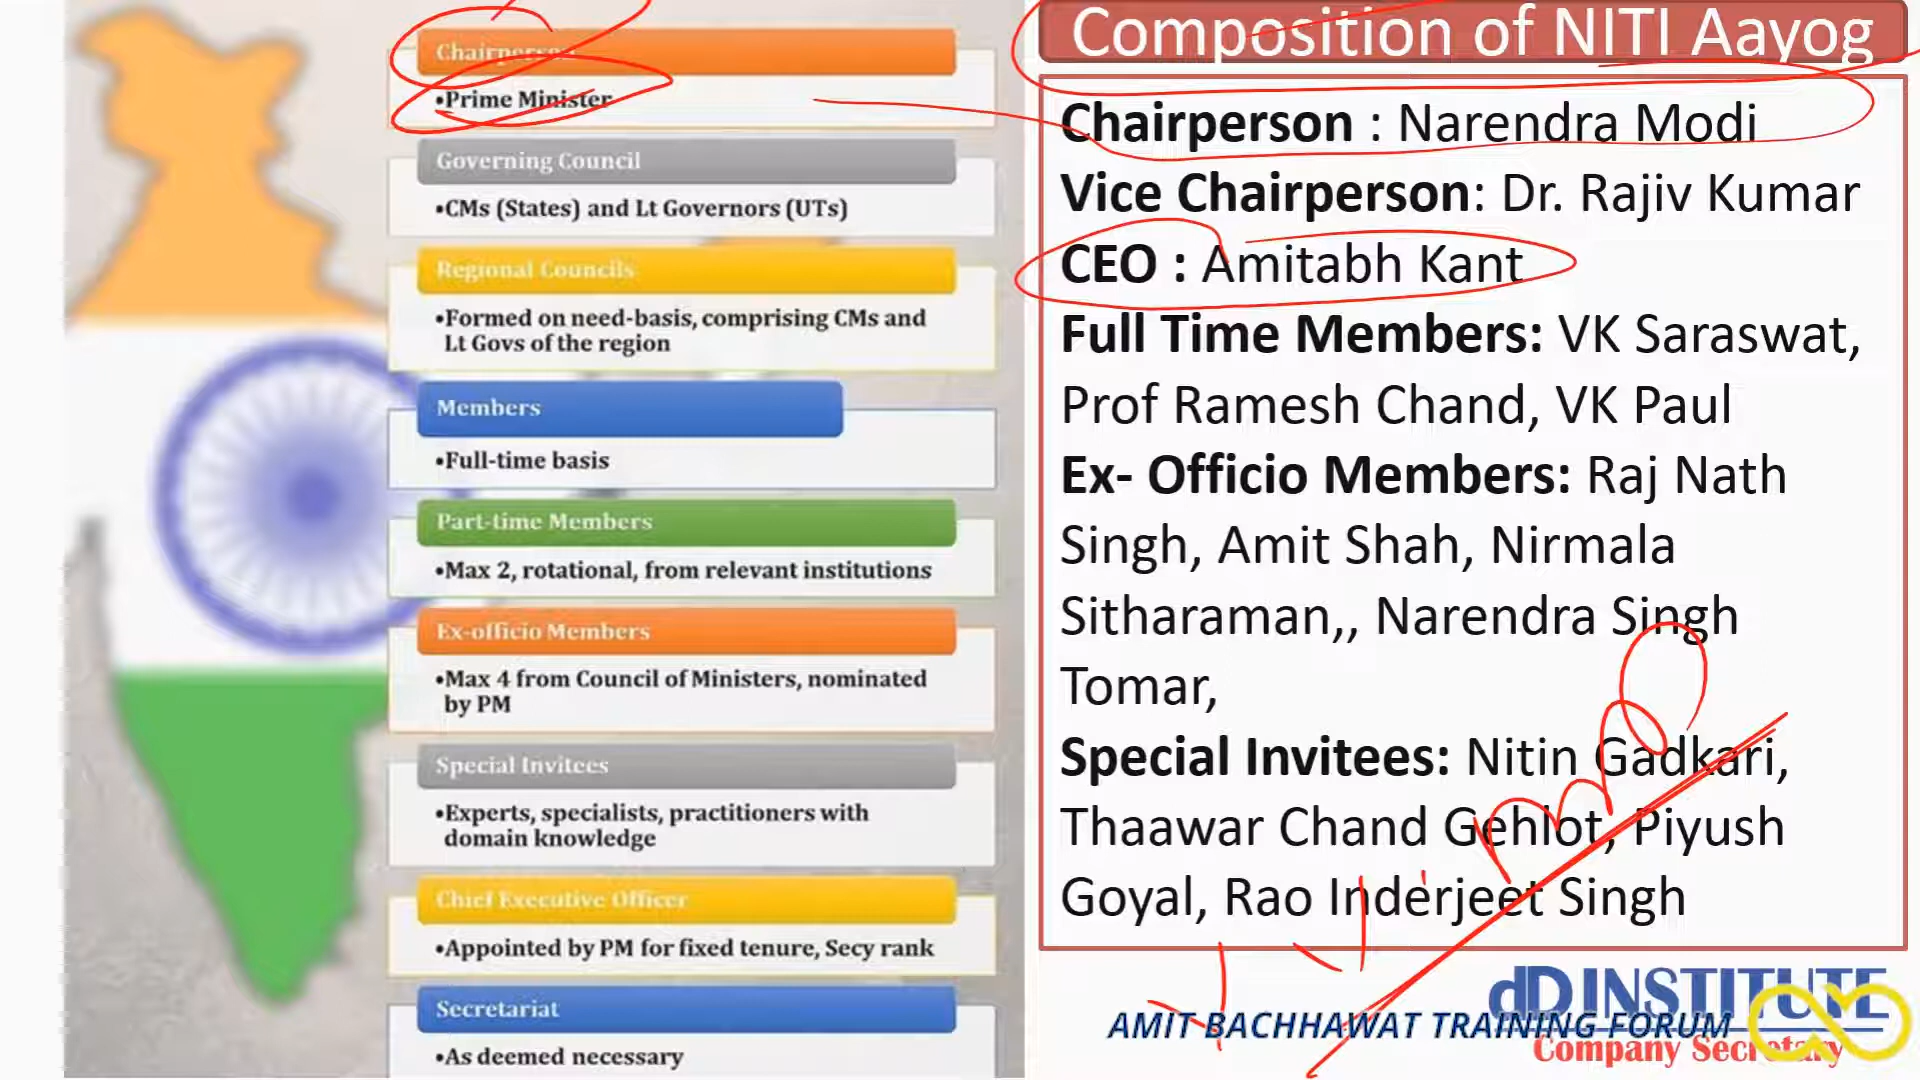 Chairperson
•Prime Minister
Governing Council
•CMs (States) and Lt Governors (UTs)
Regional Councils
•Formed on need-basis, comprising CMs and
Lt Govs of the region
Members
•Full-time basis
Part-time Members
•Max 2, rotational, from relevant institutions
Ex-officio Members
•Max 4 from Council of Ministers, nominated
by PM
Special Invitees
•Experts, specialists, practitioners with
domain knowledge
Chief Executive Officer
•Appointed by PM for fixed tenure, Secy rank
Secretariat
•As deemed necessary
Composition of NITI Aayog
Chairperson : Narendra Modi
Vice Chairperson: Dr. Rajiv Kumar
CEO : Amitabh Kant
Full Time Members: VK Saraswat,
Prof Ramesh Chand, VK Paul
Ex- Officio Members: Raj Nath
Singh, Amit Shah, Nirmala
Sitharaman,, Narendra Singh
Tomar,
Special Invitees: Nitin Gadkari,
Thaawar Chand Gehlot, Piyush
Goyal, Rao Inderjeet Singh
dD INSTITUTE
AMIT BACHHAWAT TRAINING FORUM
Company Secretary